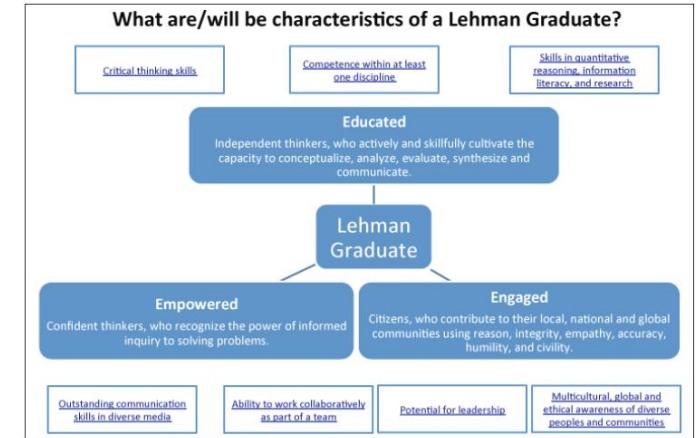 What are/will be characteristics of a Lehman Graduate?
Critical thinking skills
Competence within at least
one discipline
Skills in quantitative
reasoning, information
literacy, and research
Educated
Independent thinkers, who actively and skillfully cultivate the
capacity to conceptualize, analyze, evaluate, synthesize and
communicate.
Lehman
Graduate
Empowered
Confident thinkers, who recognize the power of informed
inquiry to solving problems.
Engaged
Citizens, who contribute to their local, national and global
communities using reason, integrity, empathy, accuracy,
humility, and civility.
Outstanding communication
skills in diverse media
Ability to work collaboratively
as part of a team
Potential for leadership
Multicultural, global and
ethical awareness of diverse
peoples and communities